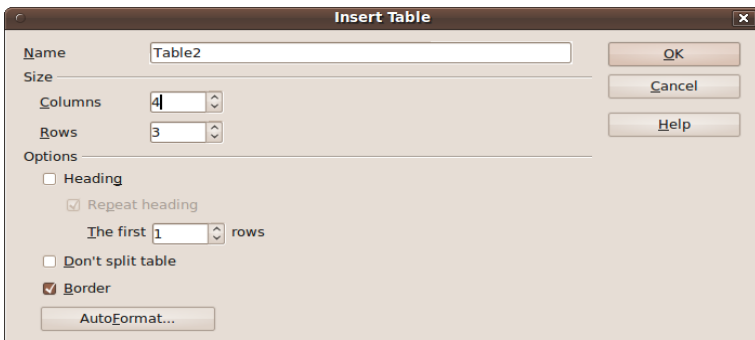 Insert Table
Name Table2 OK
Size
Cancel
Columns 4
Rows 3 Help
Options
Heading
Repeat heading
The first 1 rows
Don't split table
Border
AutoFormat...